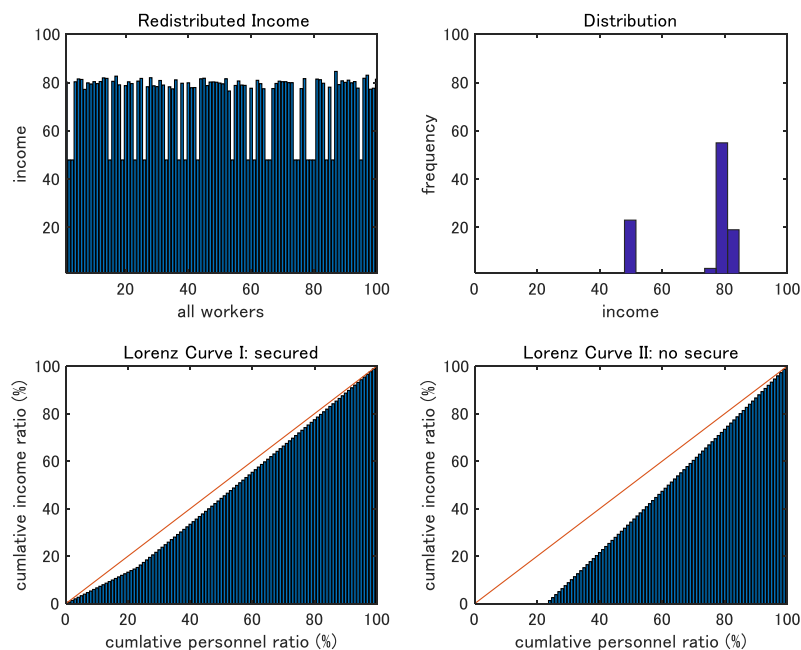 Redistributed Income
100
80
60
40
20
income
20 40 60 80 100
all workers
Distribution
100
80
60
40
20
frequency
0 20 40 60 80 100
income
Lorenz Curve I: secured
100
80
60
40
20
0
cumlative income ratio (%)
0 20 40 60 80 100
cumlative personnel ratio (%)
Lorenz Curve II: no secure
100
80
60
40
20
0
cumlative income ratio (%)
0 20 40 60 80 100
cumlative personnel ratio (%)